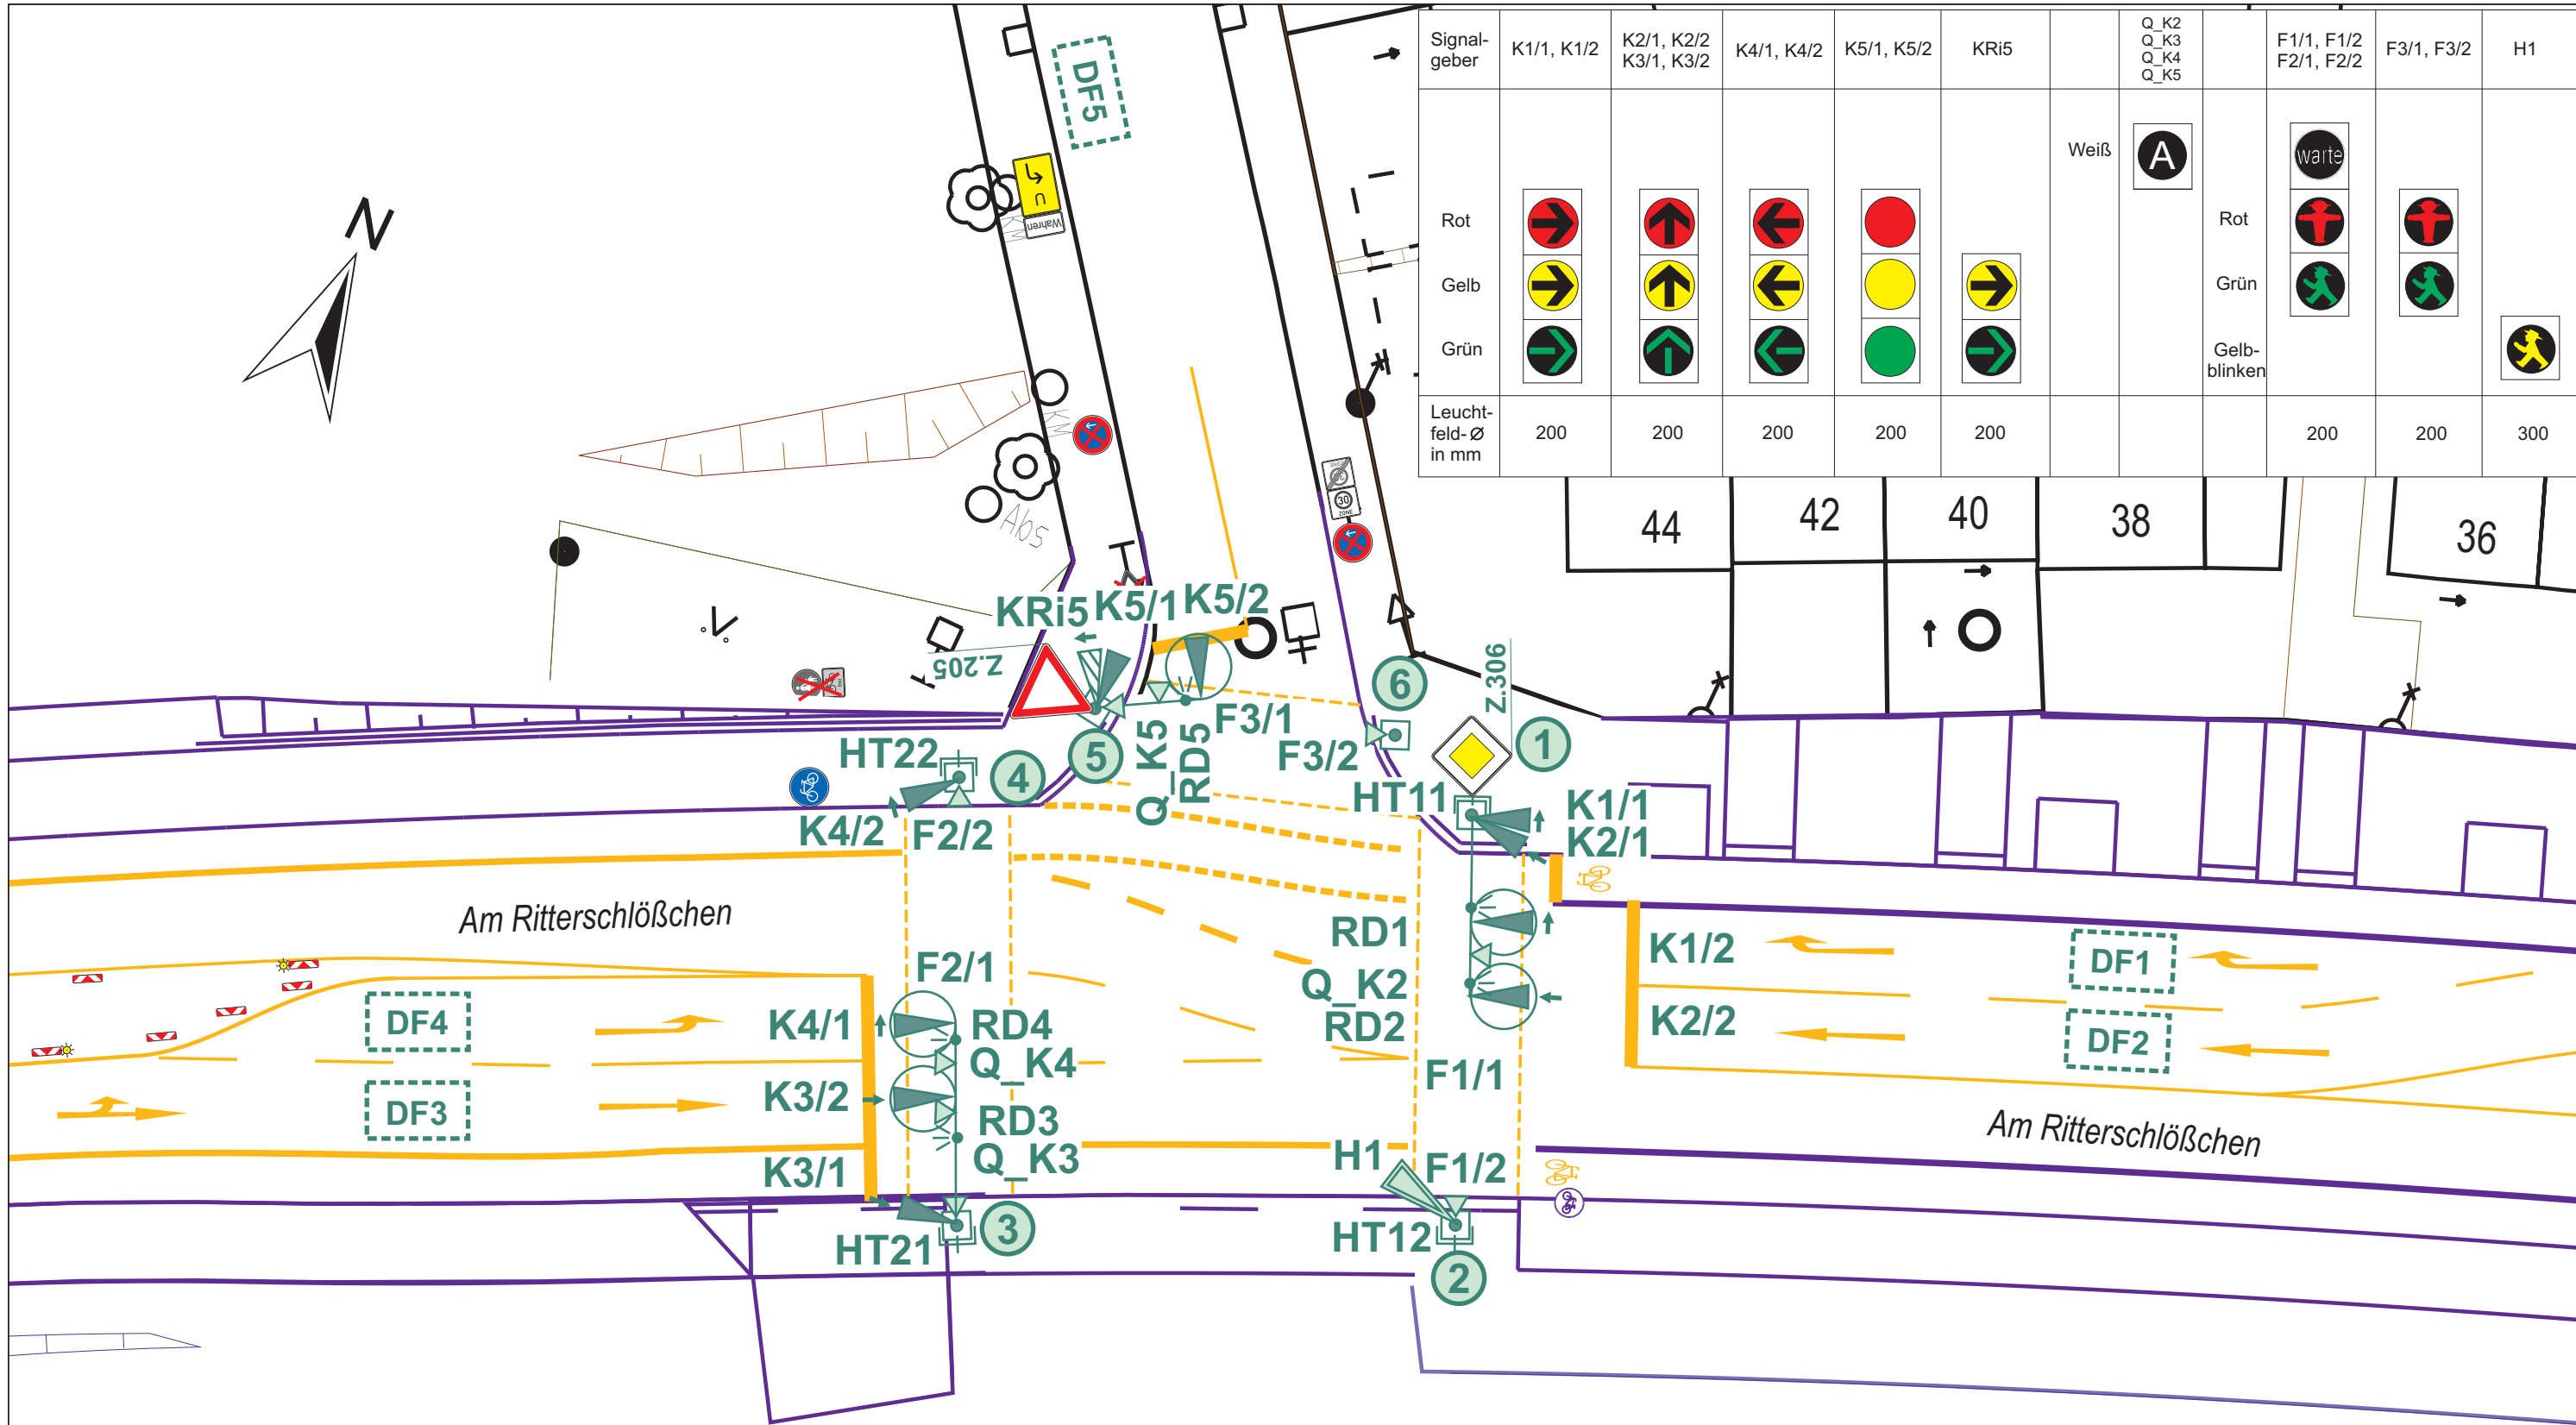 Signal-
geber
K1/1, K1/2
K2/1, K2/2
K3/1, K3/2
K4/1, K4/2
K5/1, K5/2
KRi5
Q_K2
Q_K3
Q_K4
Q_K5
F1/1, F1/2
F2/1, F2/2
F3/1, F3/2
H1
Weiß
A
warte
Rot
Rot
Gelb
Grün
Grün
Gelb-
blinken
Leucht-
feld-Ø
in mm
200
200
200
200
200
200
200
300
DF5
N
U
Wahren
30
ZONE
44
42
40
38
36
Abs
KRi5
K5/1
K5/2
Z.205
Z.306
6
1
F3/1
F3/2
Q_K5
RD5
5
4
HT22
HT11
K1/1
K2/1
K4/2
F2/2
Am Ritterschlößchen
RD1
K1/2
DF1
F2/1
Q_K2
RD2
K2/2
DF2
DF4
K4/1
RD4
Q_K4
F1/1
DF3
K3/2
RD3
Q_K3
Am Ritterschlößchen
K3/1
H1
F1/2
HT21
3
HT12
2